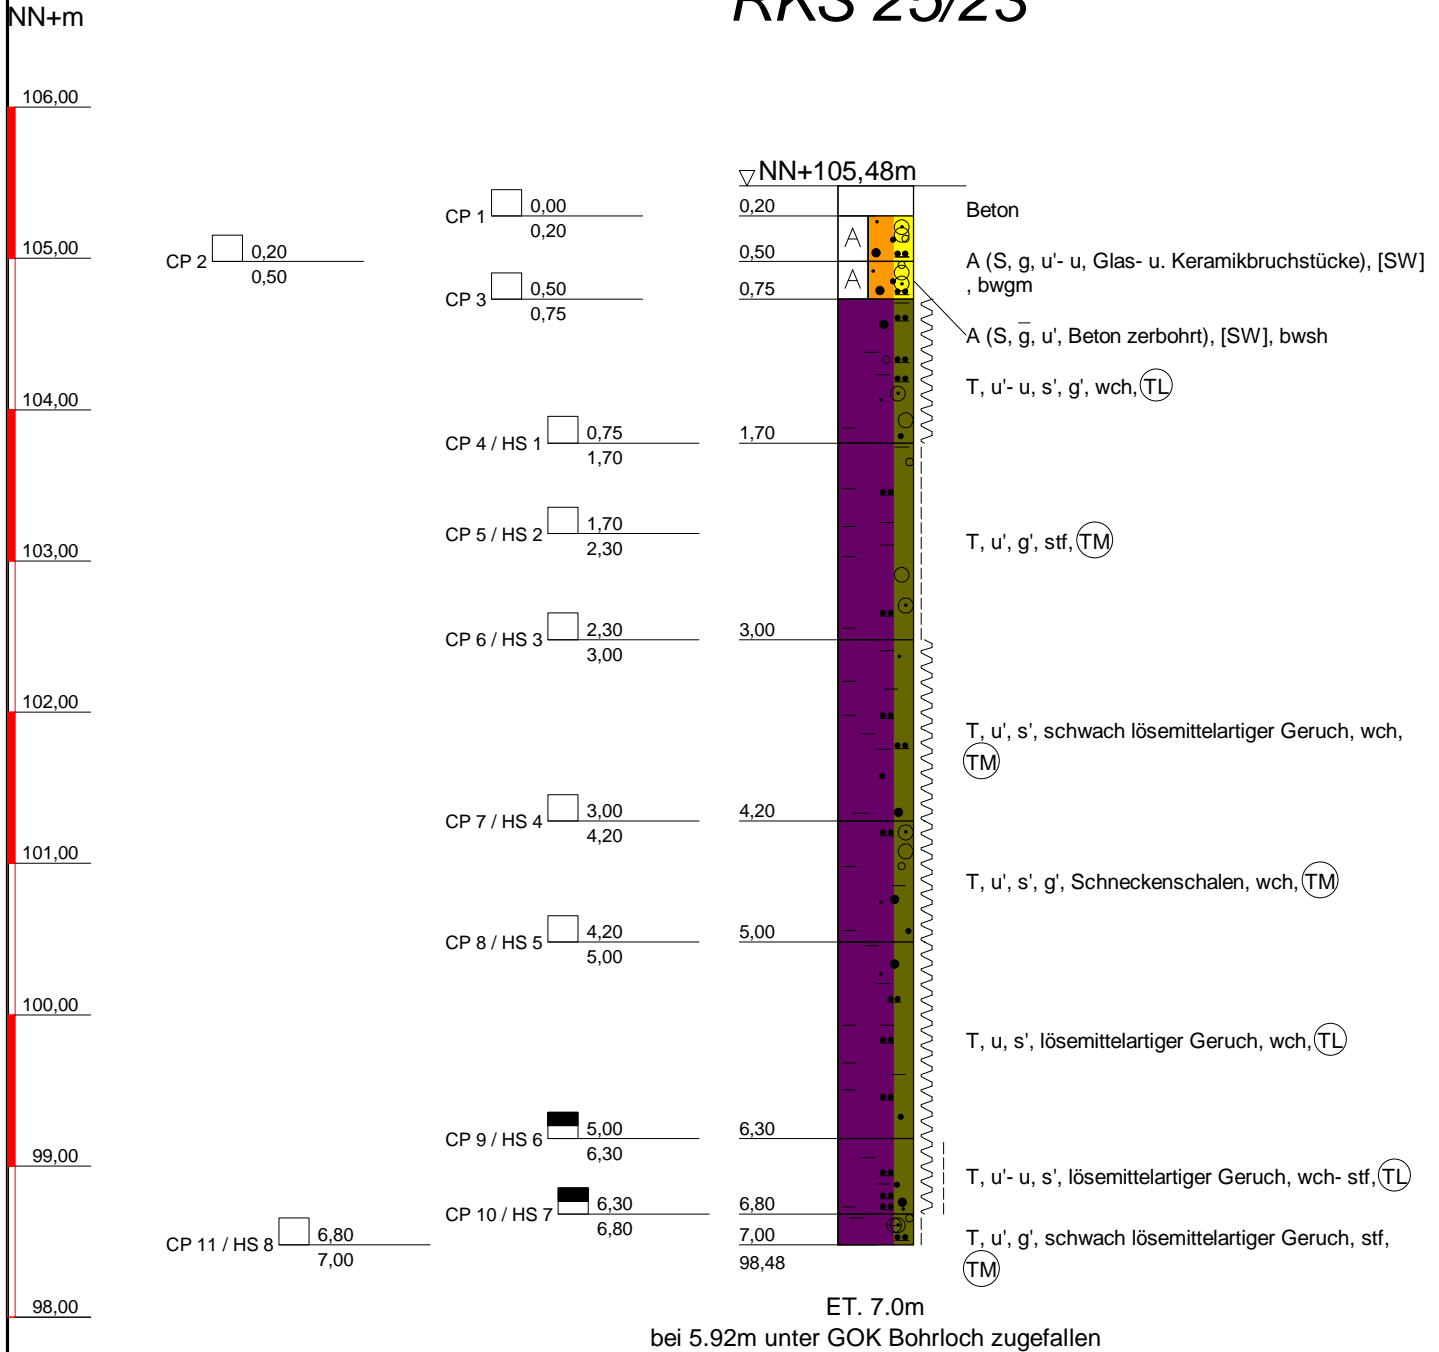 RKS 25/23
NN+m
106,00
NN+105,48m
CP 1 0,00 0,20 Beton
0,20
105,00
CP 2 0,20 0,50 A (S, g, u'- u, Glas- u. Keramikbruchstücke), [SW]
0,50 , bwgm
CP 3 0,50 0,75
0,75
A
A
A (S, g̅, u', Beton zerbohrt), [SW], bwsh
T, u'- u, s', g', wch, TL
104,00
CP 4 / HS 1 0,75 1,70
1,70
CP 5 / HS 2 1,70 T, u', g', stf, TM
2,30
103,00
CP 6 / HS 3 2,30 3,00
3,00
102,00
T, u', s', schwach lösemittelartiger Geruch, wch,
TM
CP 7 / HS 4 3,00 4,20
4,20
101,00
T, u', s', g', Schneckenschalen, wch, TM
CP 8 / HS 5 4,20 5,00
5,00
100,00
T, u, s', lösemittelartiger Geruch, wch, TL
CP 9 / HS 6 5,00 6,30
6,30
99,00
T, u'- u, s', lösemittelartiger Geruch, wch- stf, TL
CP 10 / HS 7 6,30 6,80
6,80
CP 11 / HS 8 6,80 7,00 T, u', g', schwach lösemittelartiger Geruch, stf,
7,00 98,48 TM
98,00
ET. 7.0m
bei 5.92m unter GOK Bohrloch zugefallen